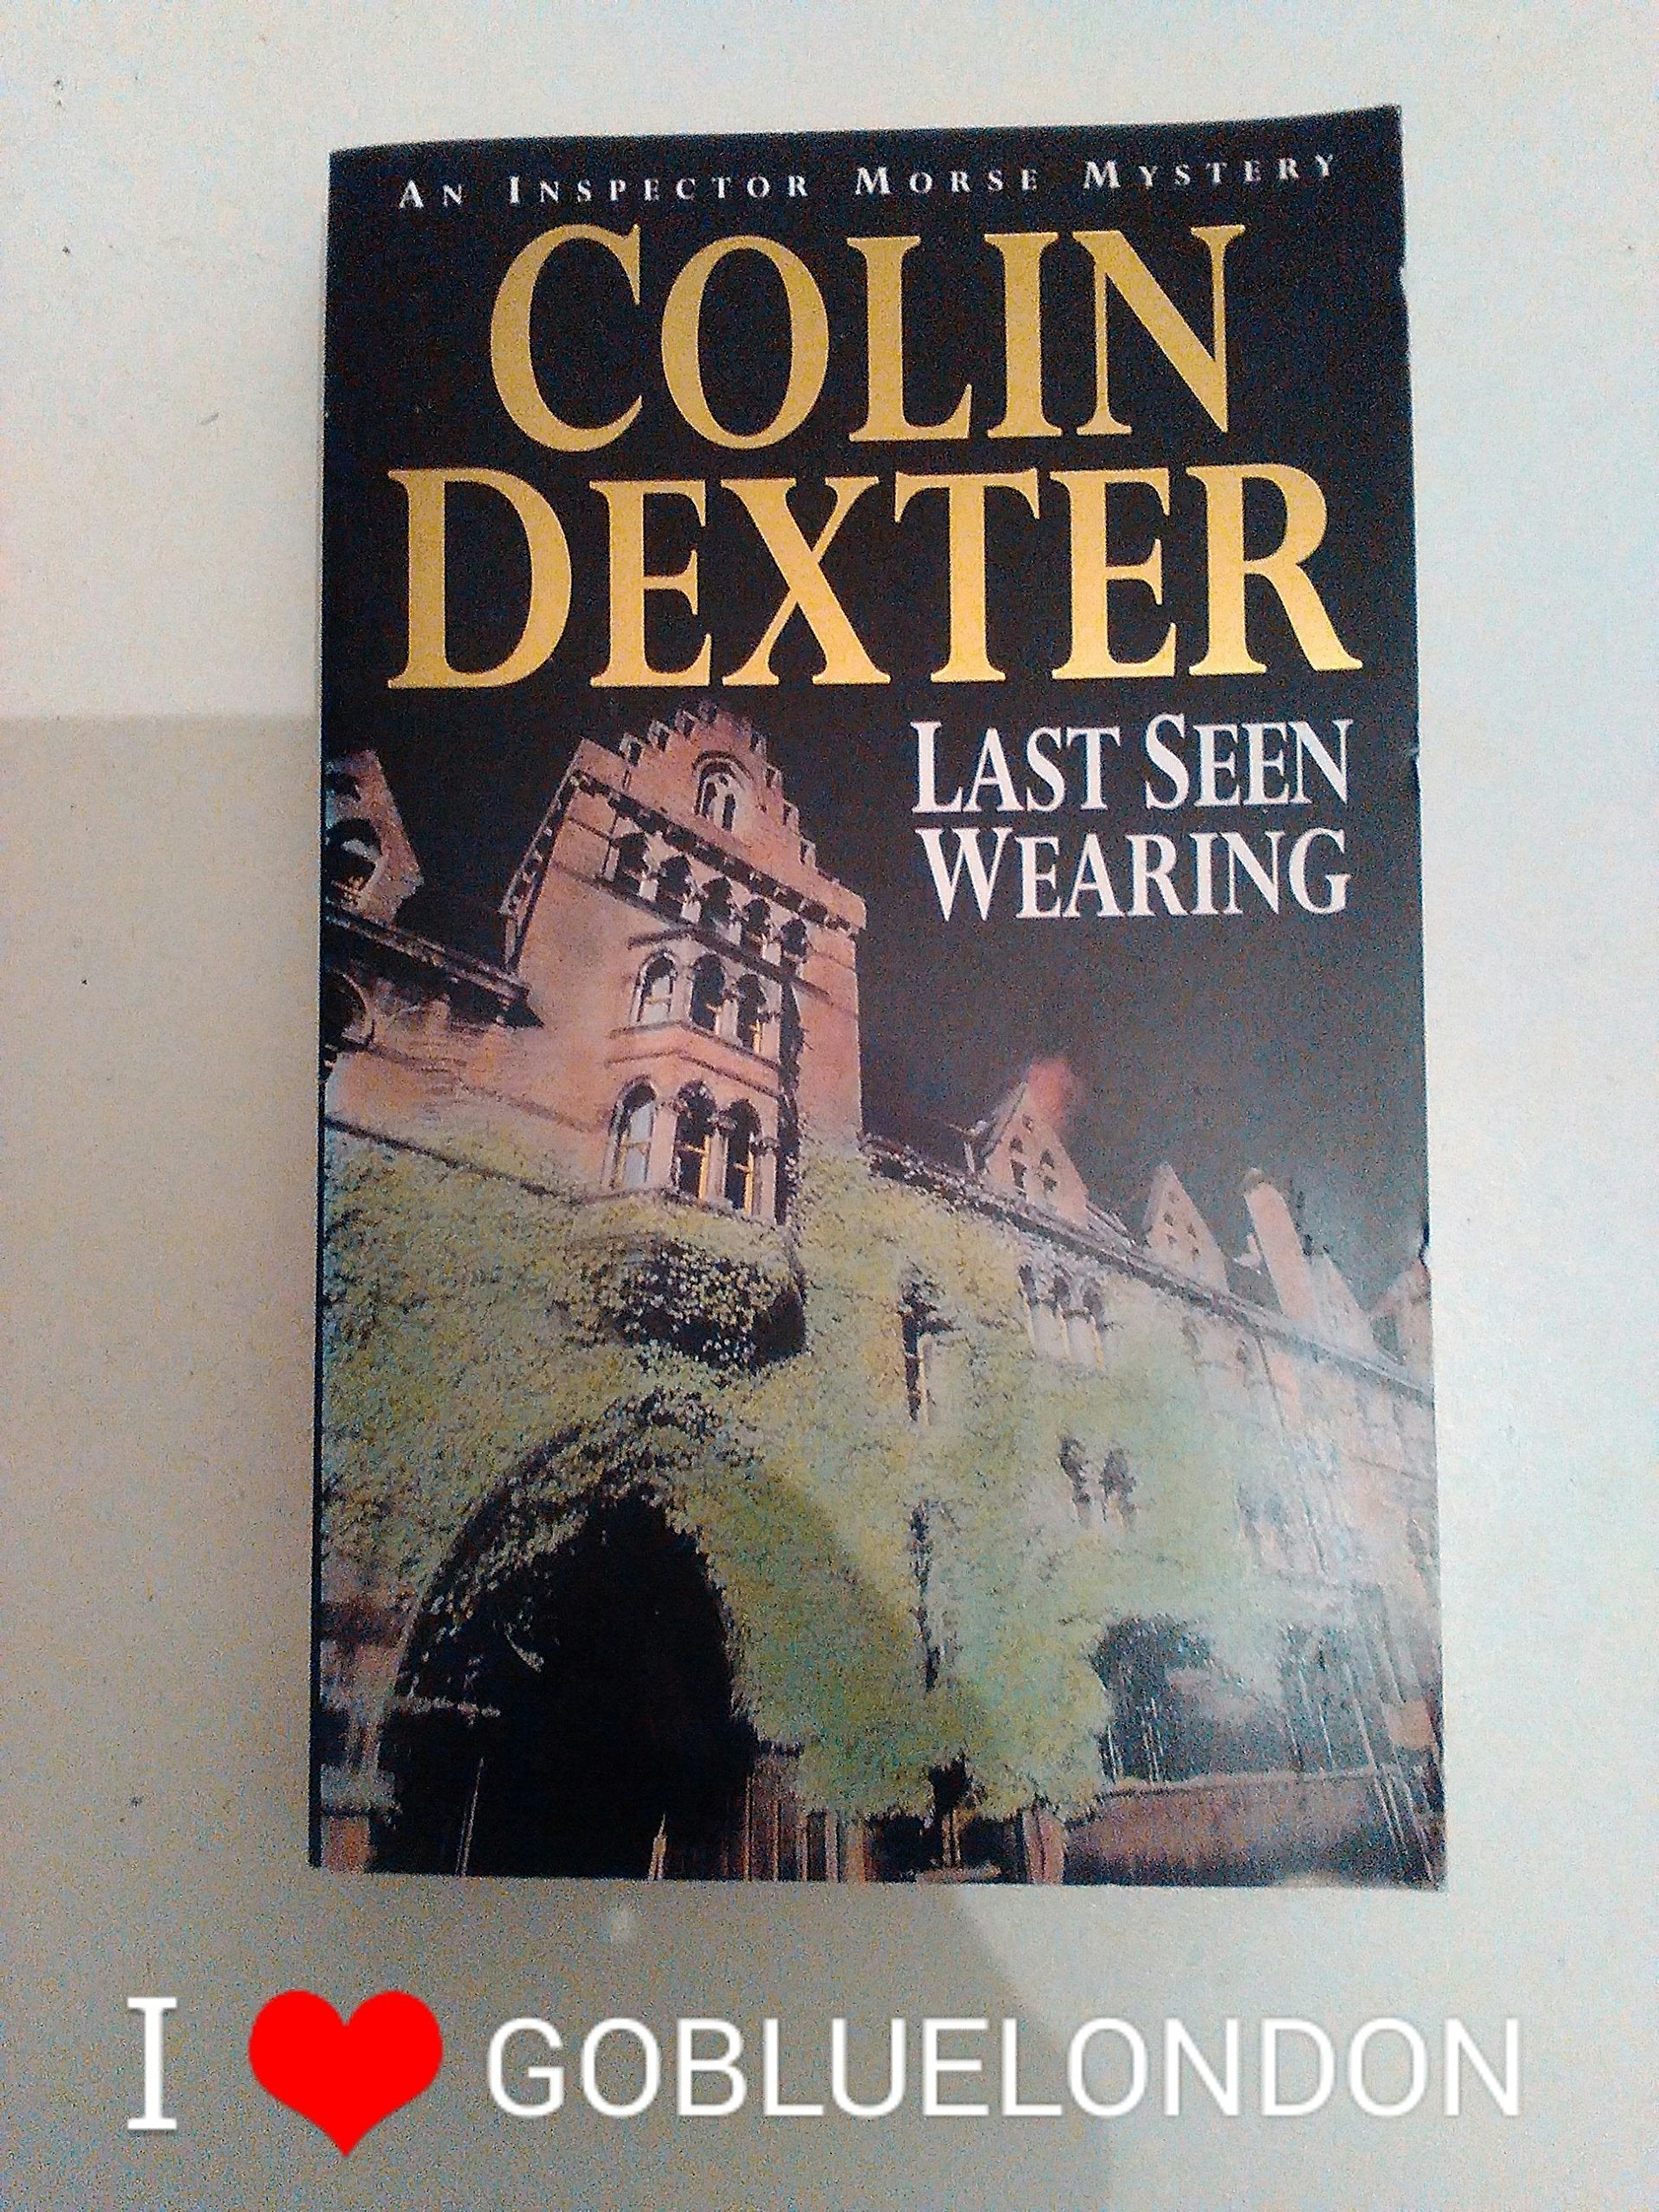 AN INSPECTOR MORSE MYSTERY
COLIN
DEXTER
LAST SEEN
WEARING
I ❤ GOBLUELONDON